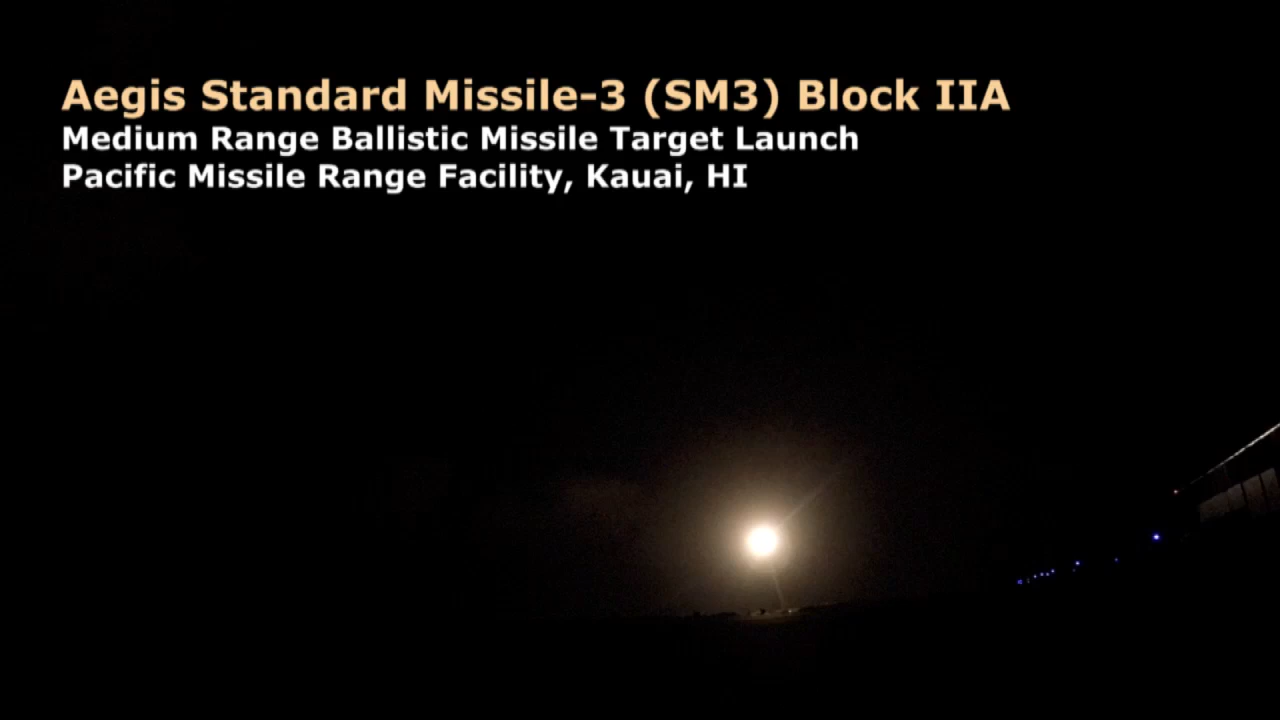 Aegis Standard Missile-3 (SM3) Block IIA
Medium Range Ballistic Missile Target Launch
Pacific Missile Range Facility, Kauai, HI